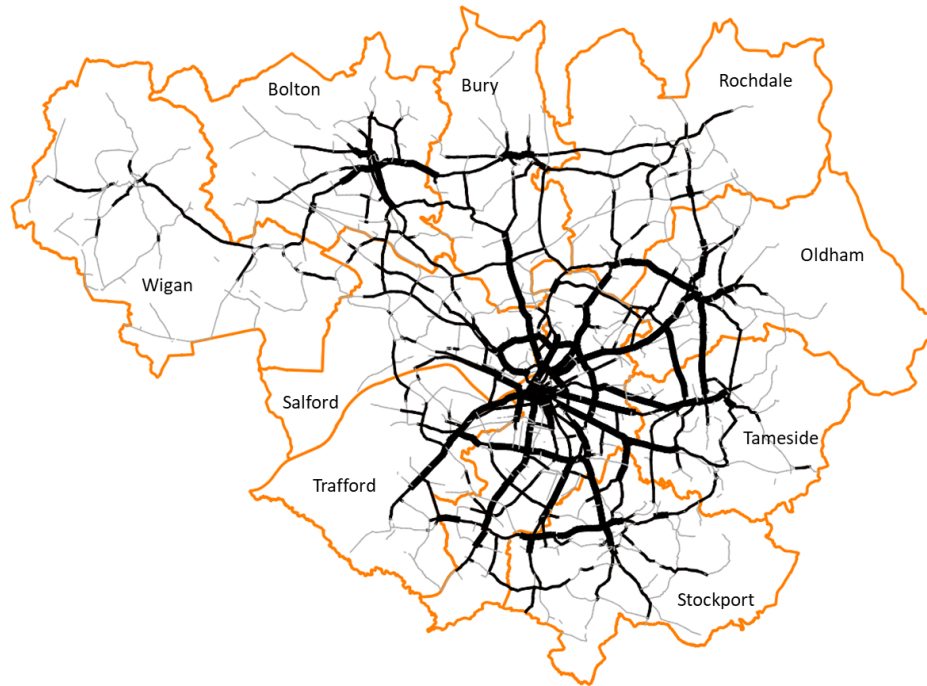 Bolton
Bury
Rochdale
Oldham
Wigan
Salford
Tameside
Trafford
Stockport